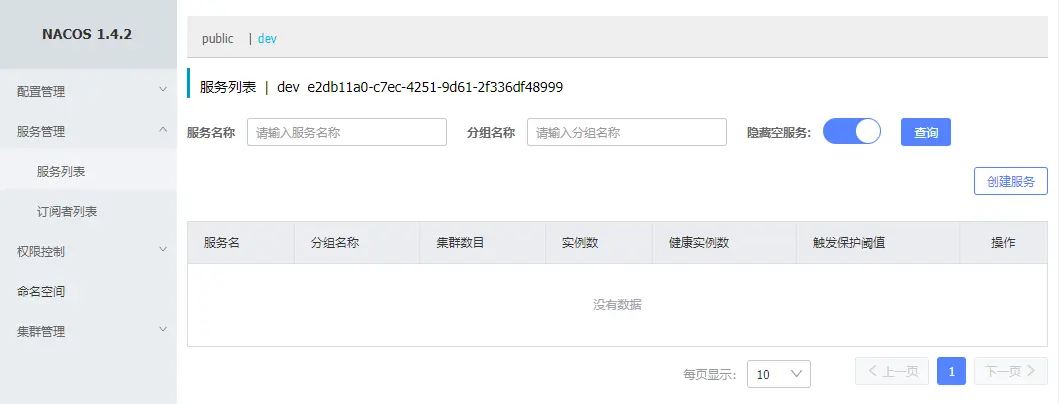 NACOS 1.4.2
配置管理
服务管理
服务列表
订阅者列表
权限控制
命名空间
集群管理
public | dev
服务列表 | dev e2db11a0-c7ec-4251-9d61-2f336df48999
服务名称 请输入服务名称 分组名称 请输入分组名称 隐藏空服务: 查询
创建服务
服务名 分组名称 集群数目 实例数 健康实例数 触发保护阈值 操作
没有数据
每页显示: 10 上一页 1 下一页